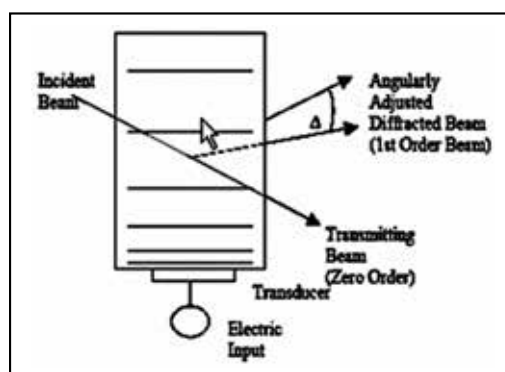 Incident
Beam
Angularly
Adjusted
Diffracted Beam
(1st Order Beam)
Δ
Transmitting
Beam
(Zero Order)
Transducer
Electric
Input